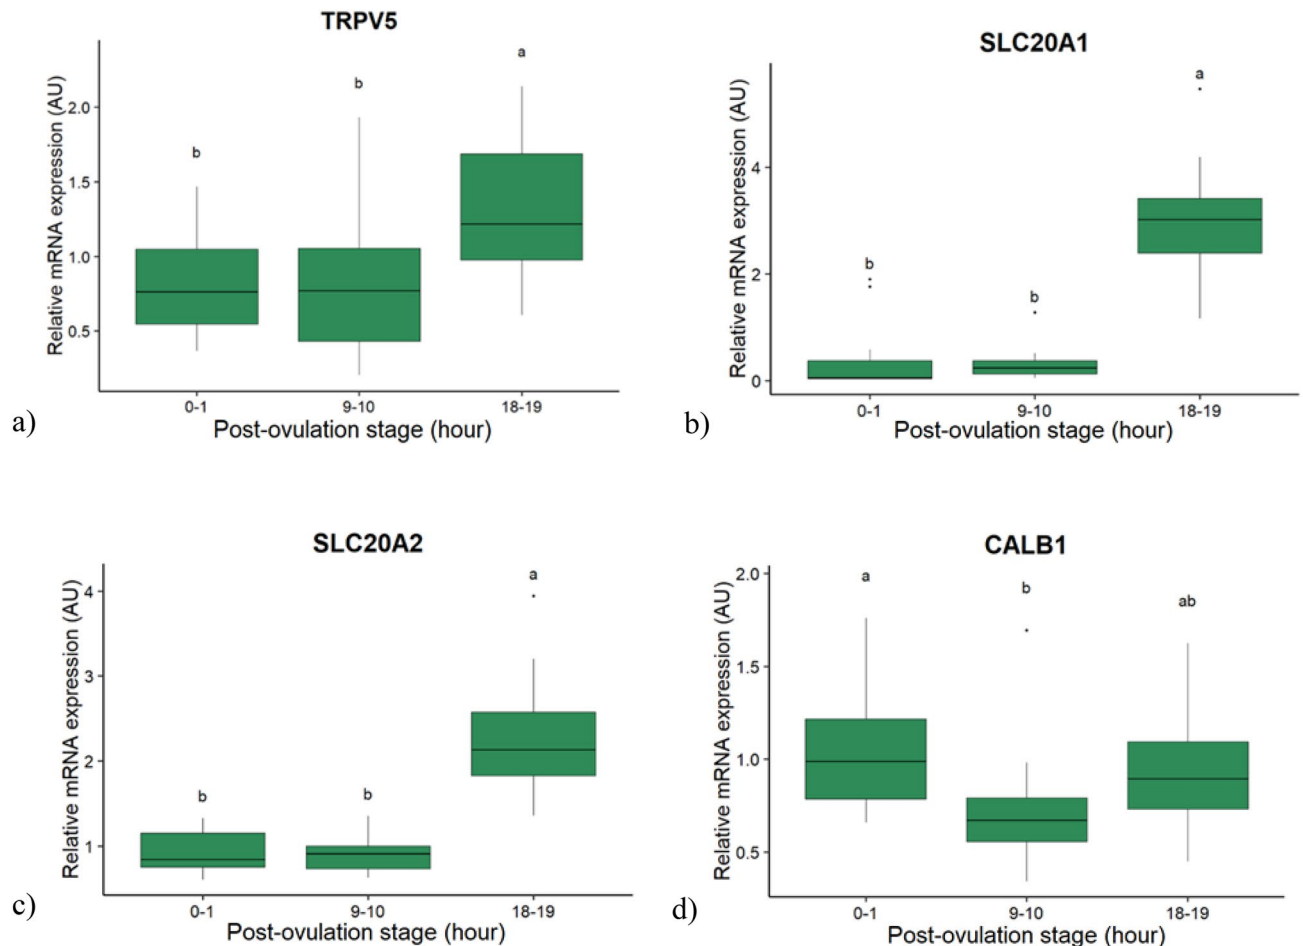 TRPV5
Relative mRNA expression (AU)
2.0
1.5
1.0
0.5
b
b
a
0-1
9-10
18-19
Post-ovulation stage (hour)
a)
SLC20A1
Relative mRNA expression (AU)
4
2
0
b
b
a
0-1
9-10
18-19
Post-ovulation stage (hour)
b)
SLC20A2
Relative mRNA expression (AU)
4
3
2
1
b
b
a
0-1
9-10
18-19
Post-ovulation stage (hour)
c)
CALB1
Relative mRNA expression (AU)
2.0
1.5
1.0
0.5
a
b
ab
0-1
9-10
18-19
Post-ovulation stage (hour)
d)